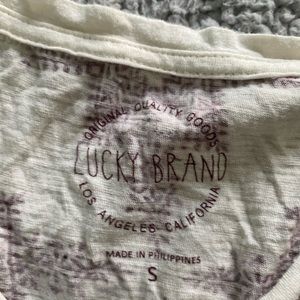 ORIGINAL QUALITY GOODS
LUCKY BRAND
LOS ANGELES CALIFORNIA
MADE IN PHILIPPINES
S